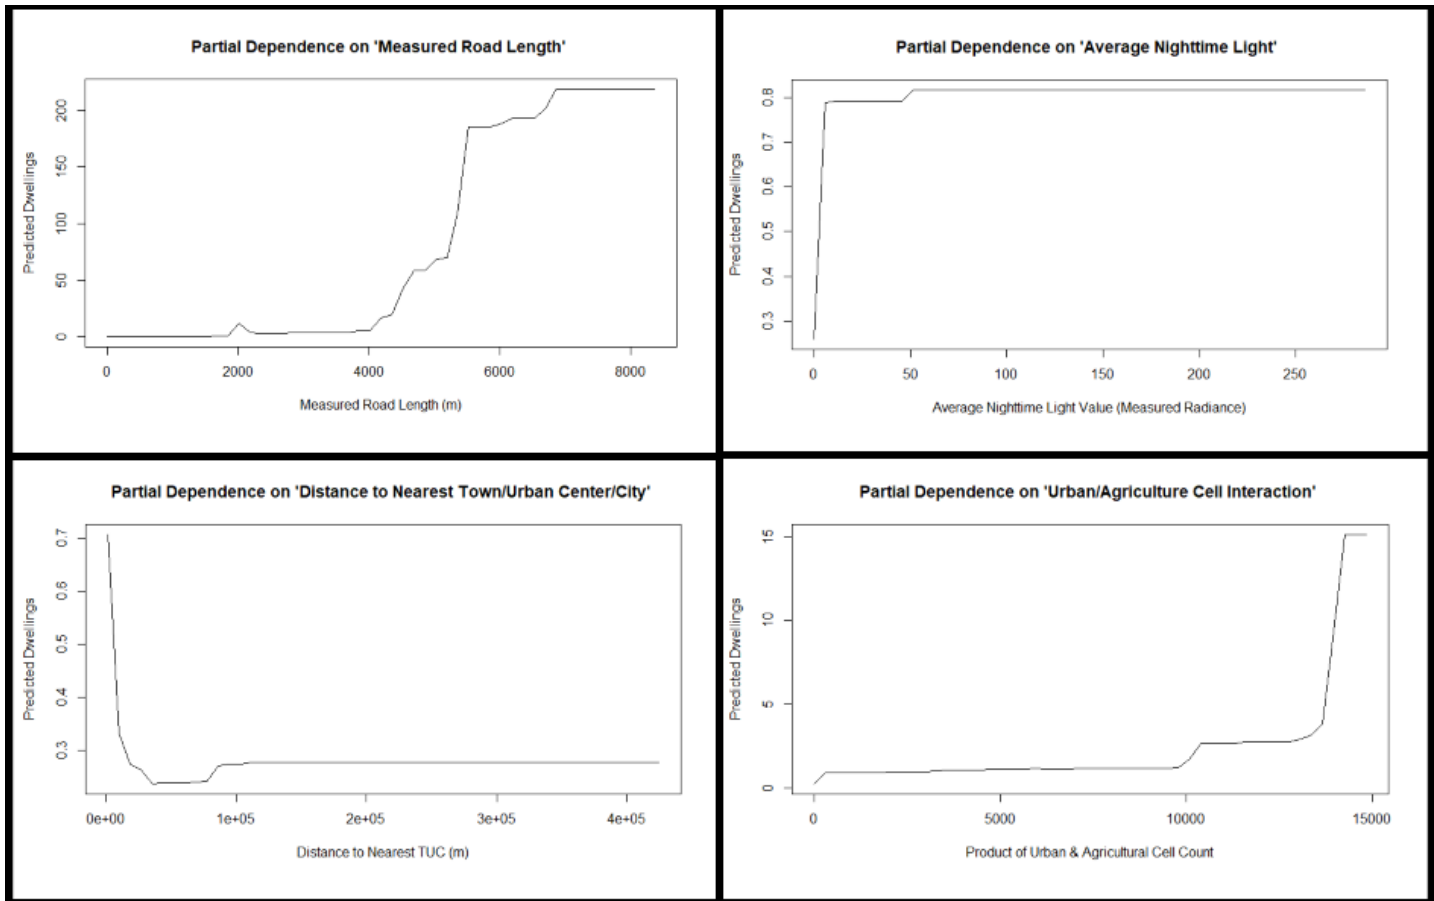 Partial Dependence on 'Measured Road Length'
200
150
100
50
0
Predicted Dwellings
0 2000 4000 6000 8000
Measured Road Length (m)
Partial Dependence on 'Average Nighttime Light'
0.8
0.7
0.6
0.5
0.4
0.3
Predicted Dwellings
0 50 100 150 200 250
Average Nighttime Light Value (Measured Radiance)
Partial Dependence on 'Distance to Nearest Town/Urban Center/City'
0.7
0.6
0.5
0.4
0.3
Predicted Dwellings
0e+00 1e+05 2e+05 3e+05 4e+05
Distance to Nearest TUC (m)
Partial Dependence on 'Urban/Agriculture Cell Interaction'
15
10
5
0
Predicted Dwellings
0 5000 10000 15000
Product of Urban & Agricultural Cell Count